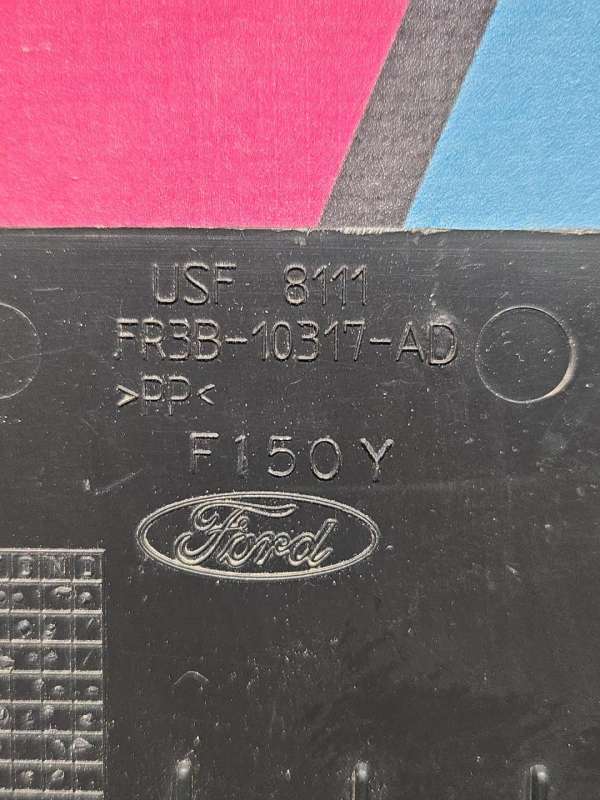 USF 8111
FR3B-10317-AD
>PP<
F150Y
Ford